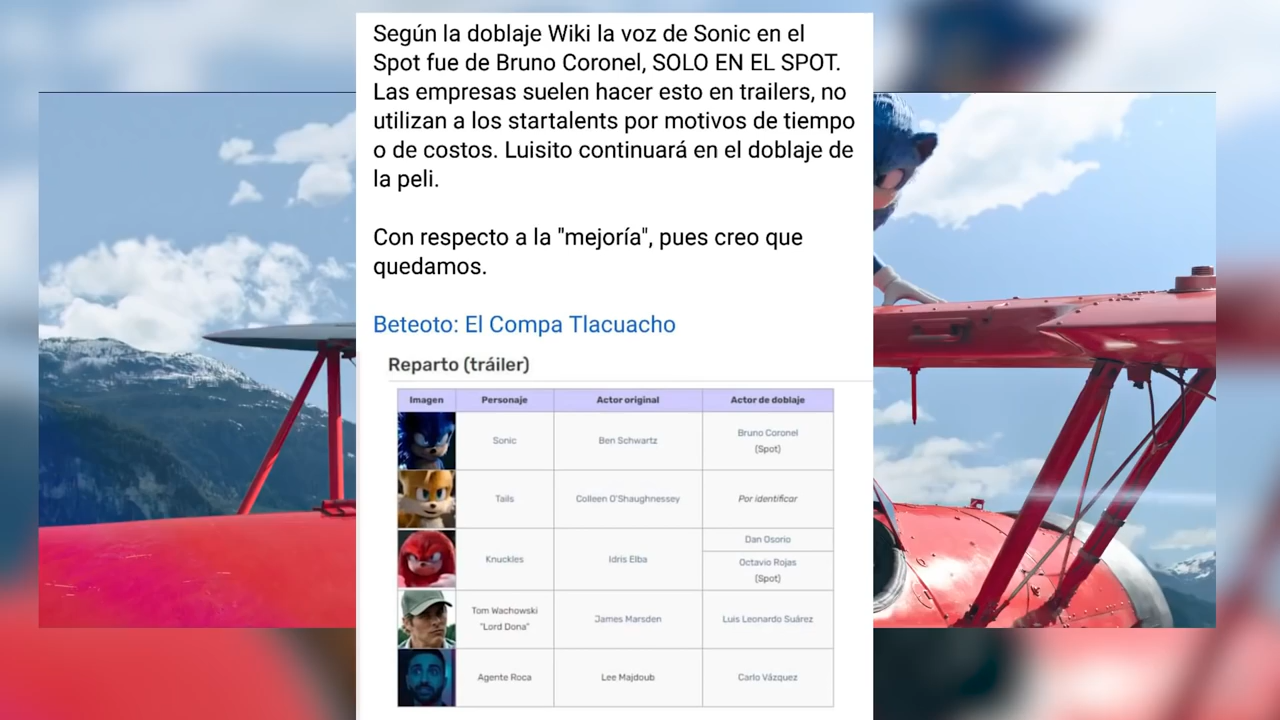 Según la doblaje Wiki la voz de Sonic en el
Spot fue de Bruno Coronel, SOLO EN EL SPOT.
Las empresas suelen hacer esto en trailers, no
utilizan a los startalents por motivos de tiempo
o de costos. Luisito continuará en el doblaje de
la peli.
Con respecto a la "mejoría", pues creo que
quedamos.
Beteoto: El Compa Tlacuacho
Reparto (tráiler)
Imagen Personaje Actor original Actor de doblaje
Sonic Ben Schwartz Bruno Coronel
(Spot)
Tails Colleen O'Shaughnessey Por identificar
Knuckles Idris Elba Dan Osorio
Octavio Rojas
(Spot)
Tom Wachowski
"Lord Dona" James Marsden Luis Leonardo Suárez
Agente Roca Lee Majdoub Carlo Vázquez